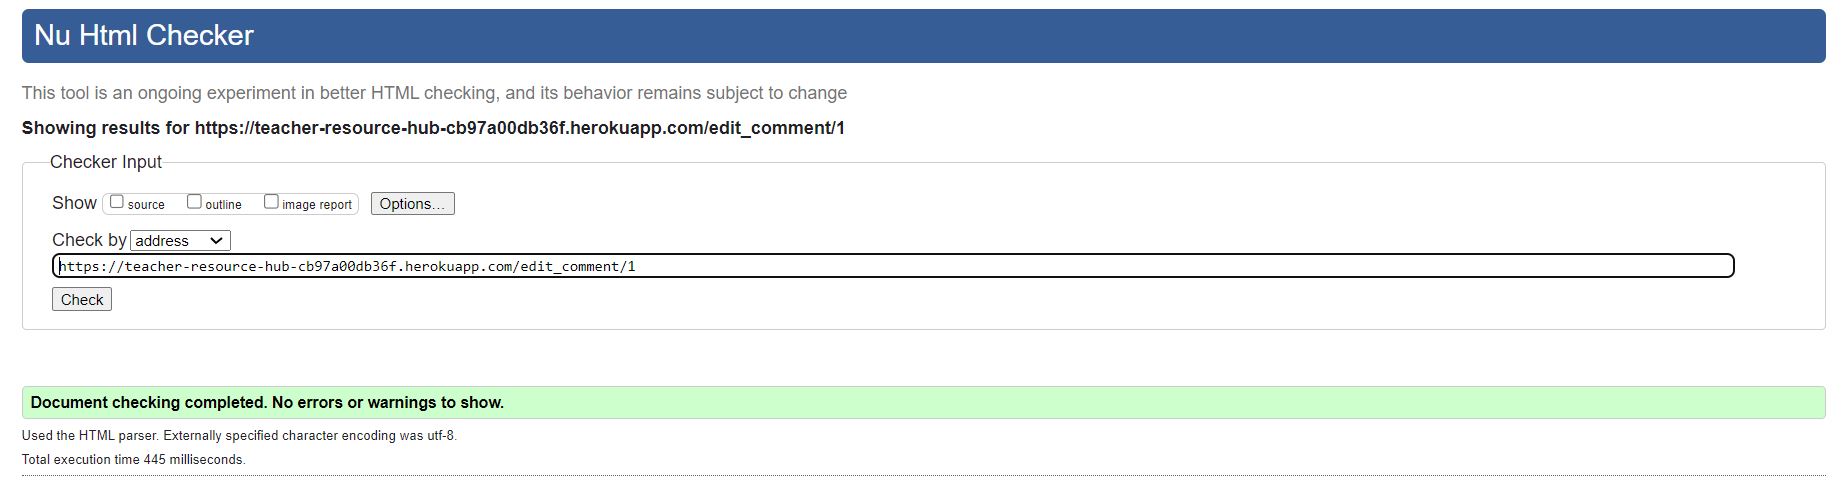 Nu Html Checker
This tool is an ongoing experiment in better HTML checking, and its behavior remains subject to change
Showing results for https://teacher-resource-hub-cb97a00db36f.herokuapp.com/edit_comment/1
Checker Input
Show source outline image report Options...
Check by address
https://teacher-resource-hub-cb97a00db36f.herokuapp.com/edit_comment/1
Check
Document checking completed. No errors or warnings to show.
Used the HTML parser. Externally specified character encoding was utf-8.
Total execution time 445 milliseconds.